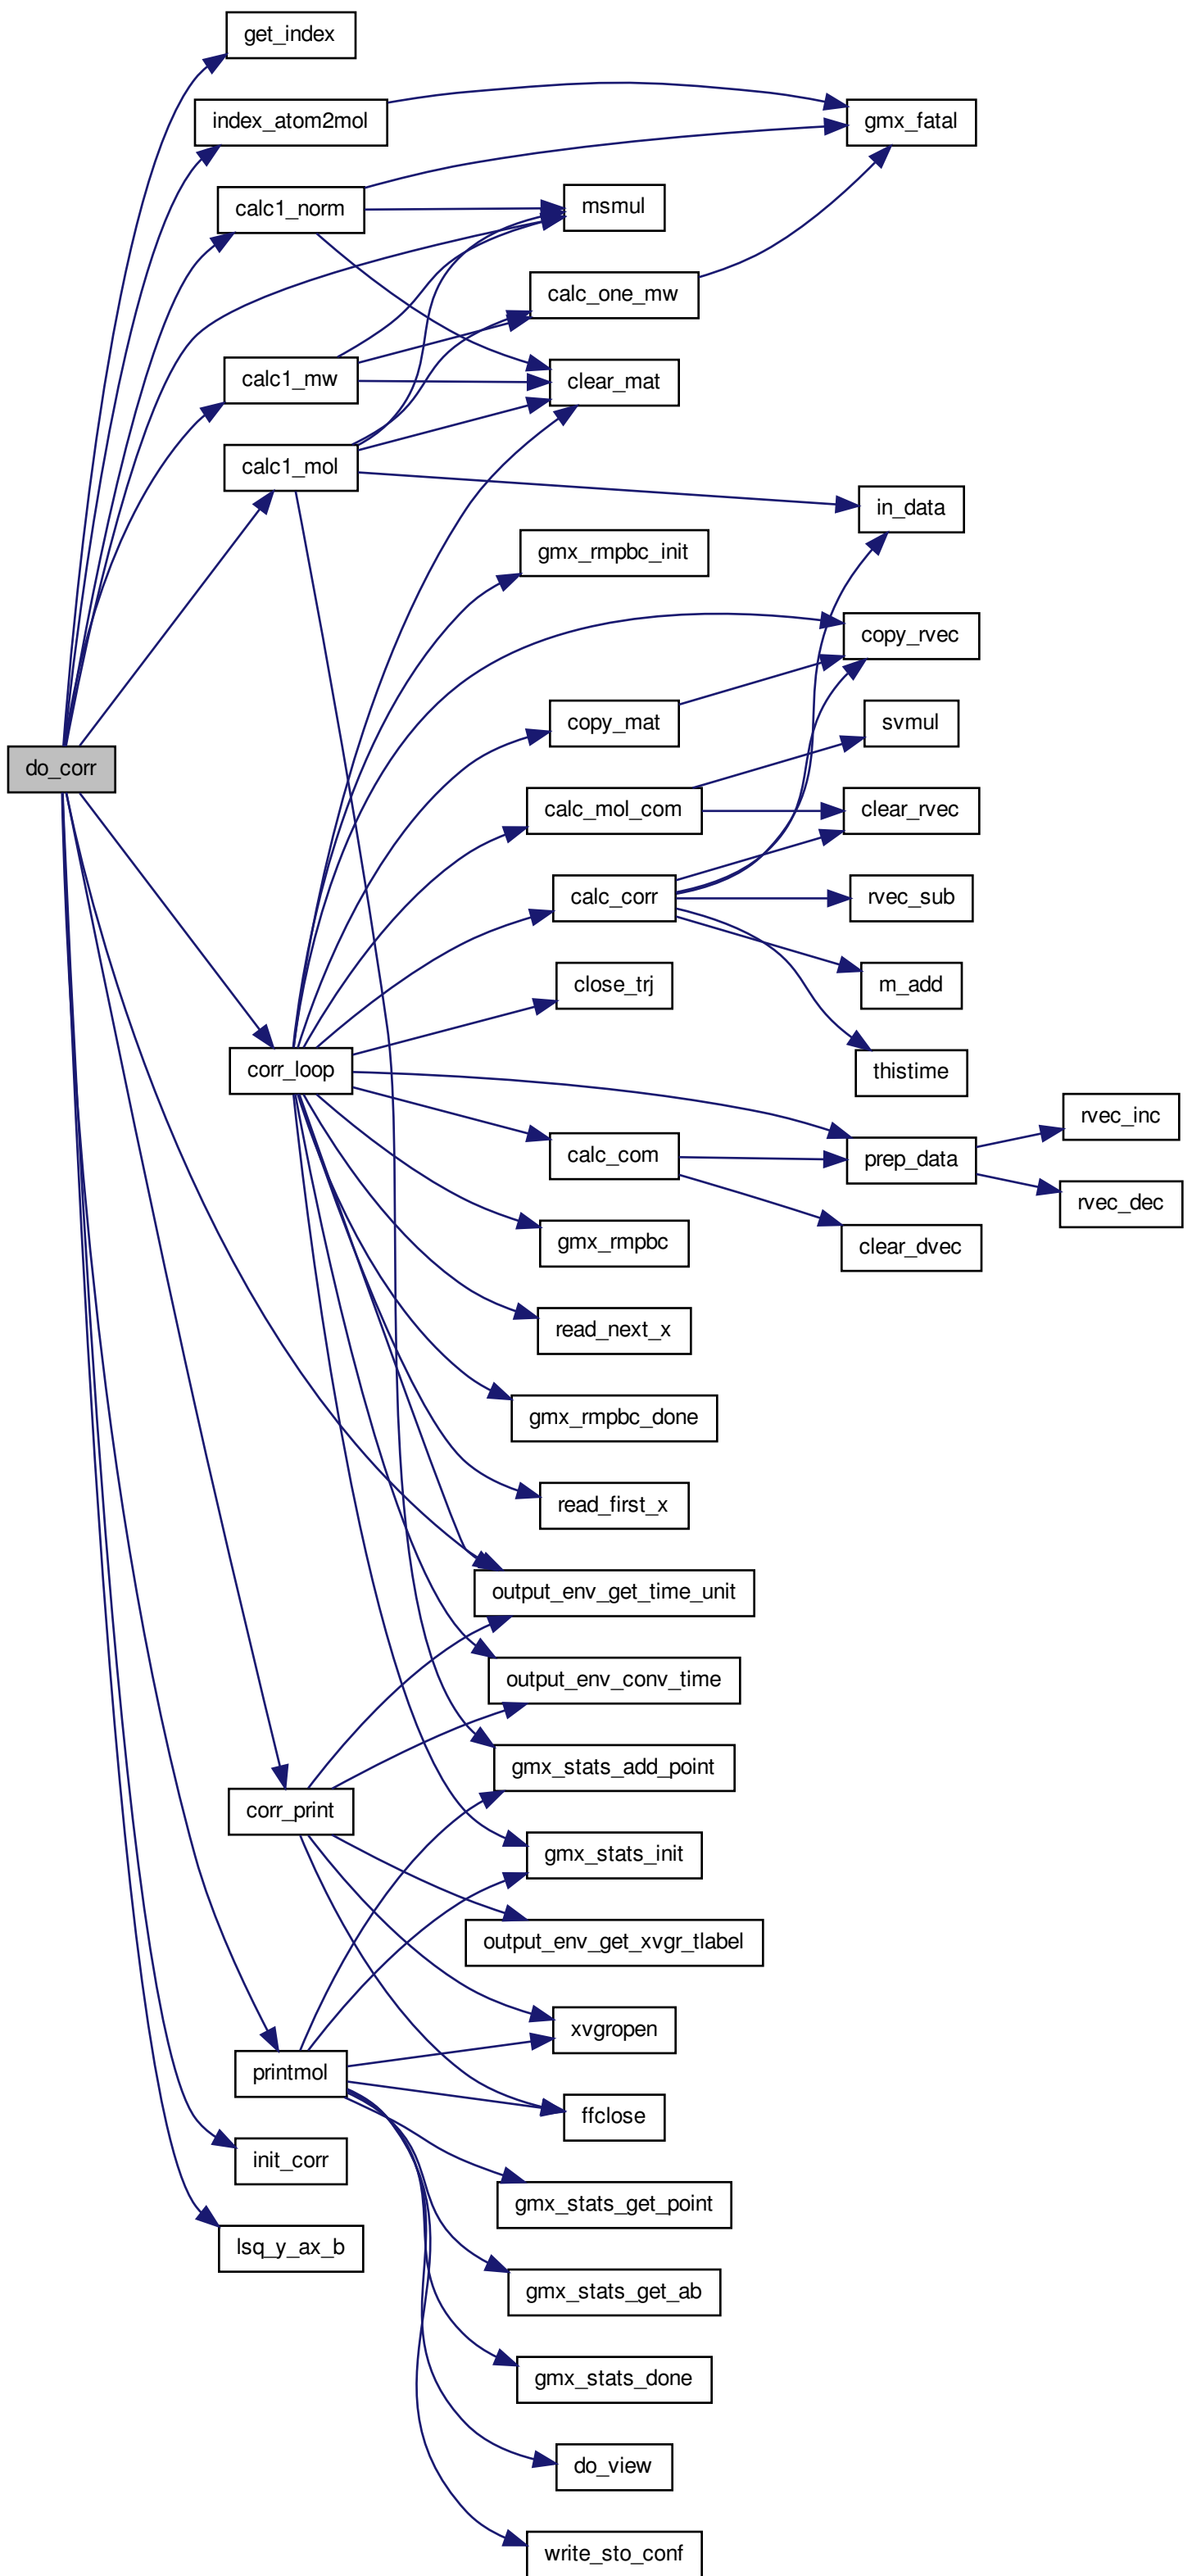 get_index
index_atom2mol
gmx_fatal
calc1_norm
msmul
calc_one_mw
calc1_mw
clear_mat
calc1_mol
in_data
gmx_rmpbc_init
copy_rvec
copy_mat
svmul
do_corr
calc_mol_com
clear_rvec
calc_corr
rvec_sub
close_trj
m_add
corr_loop
thistime
rvec_inc
calc_com
prep_data
rvec_dec
gmx_rmpbc
clear_dvec
read_next_x
gmx_rmpbc_done
read_first_x
output_env_get_time_unit
output_env_conv_time
gmx_stats_add_point
corr_print
gmx_stats_init
output_env_get_xvgr_tlabel
xvgropen
printmol
ffclose
init_corr
gmx_stats_get_point
lsq_y_ax_b
gmx_stats_get_ab
gmx_stats_done
do_view
write_sto_conf